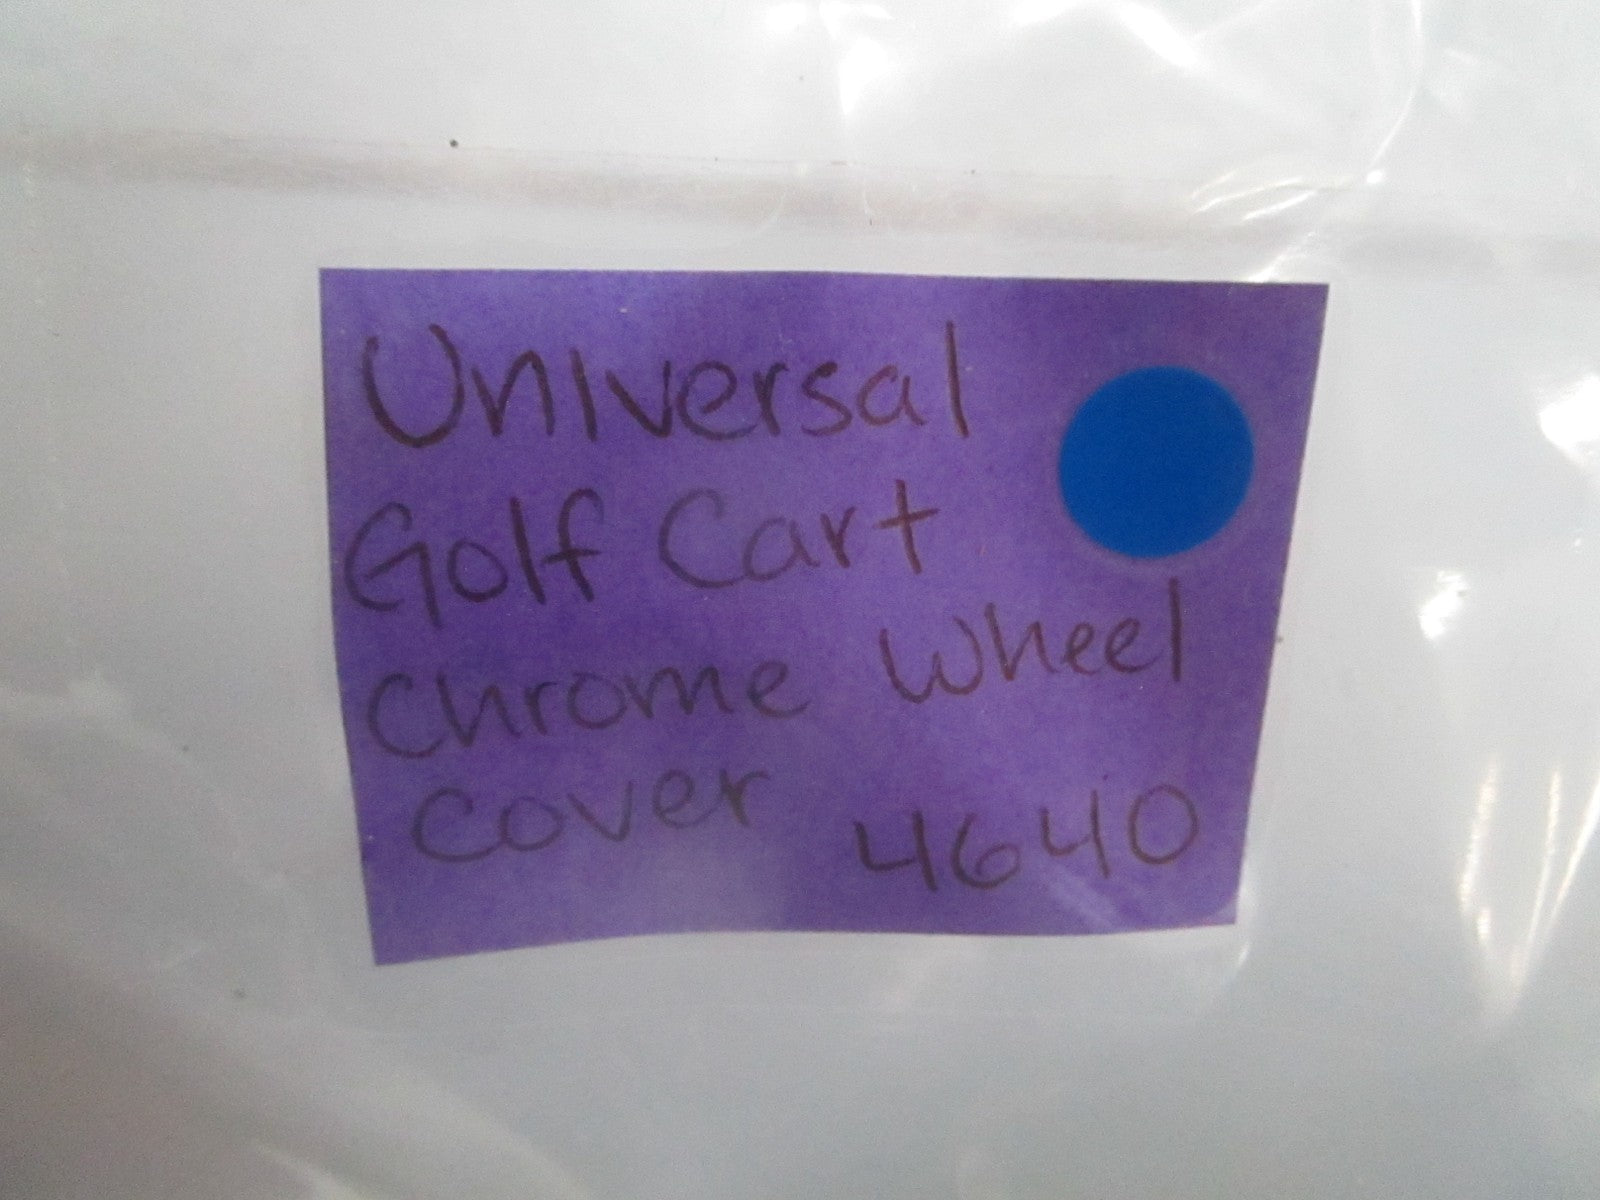 Universal
Golf Cart
Chrome Wheel
Cover 4640